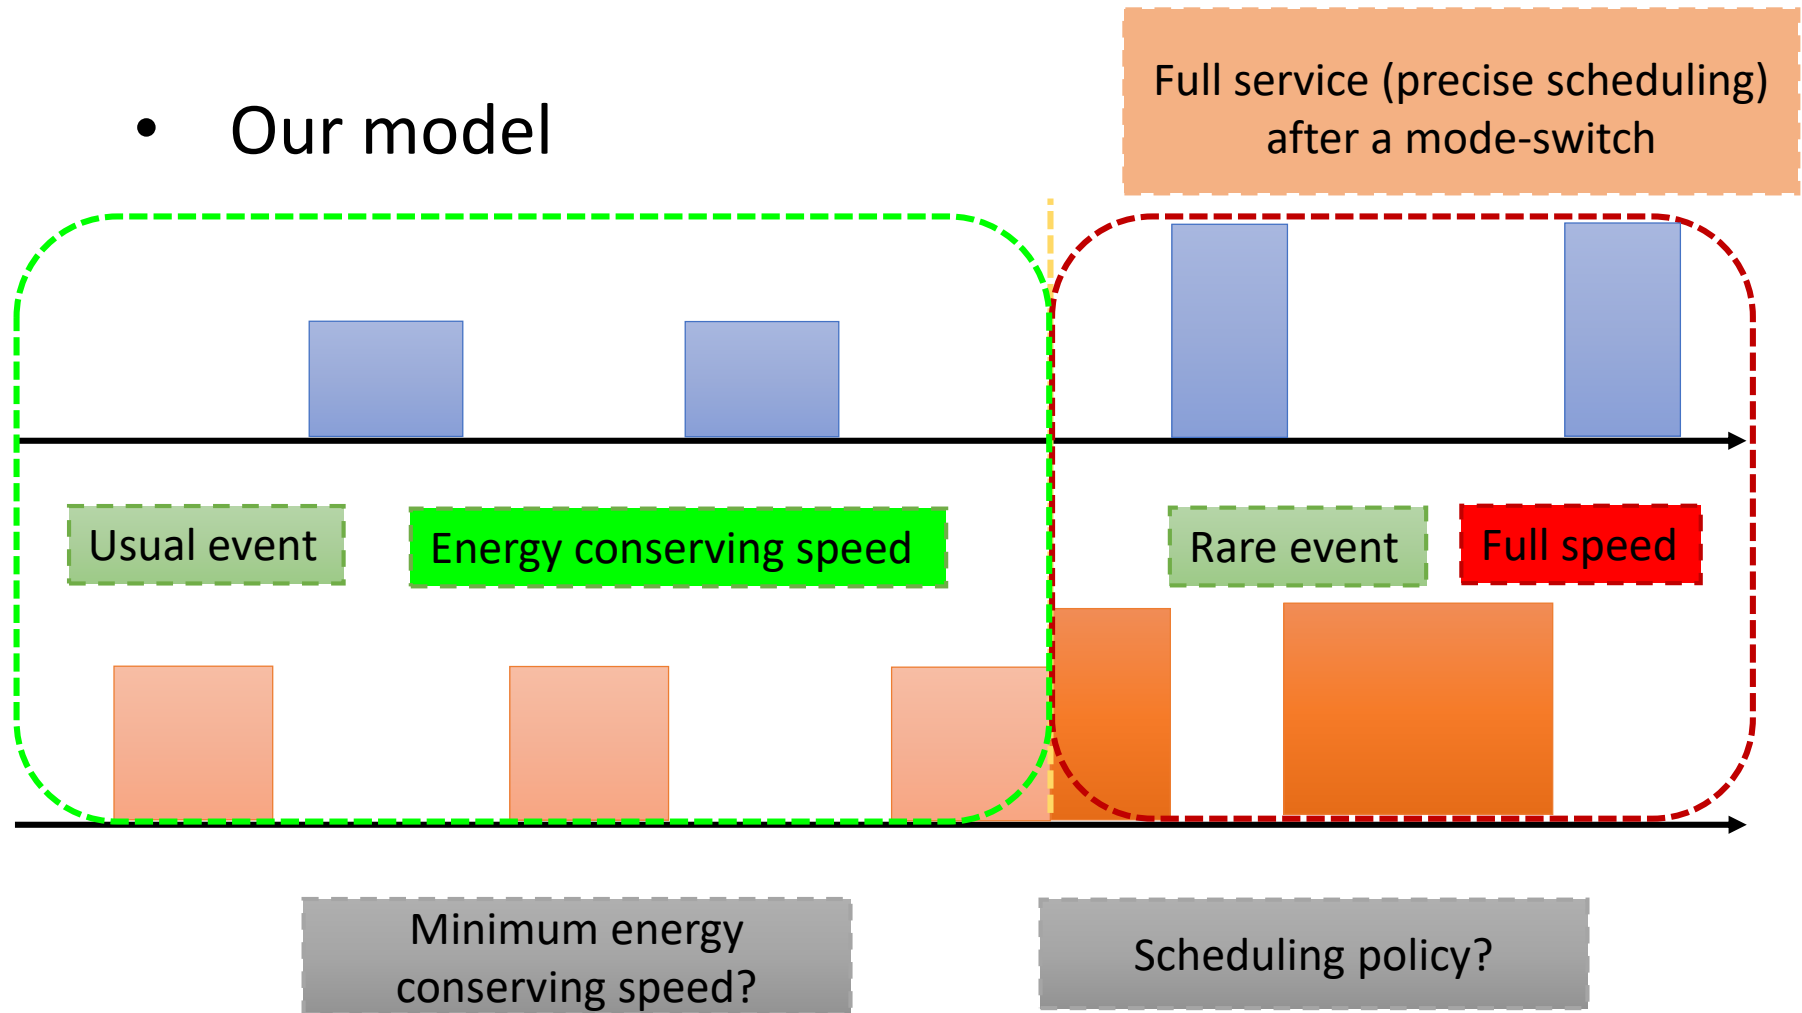 Full service (precise scheduling)
after a mode-switch
• Our model
Usual event
Energy conserving speed
Rare event
Full speed
Minimum energy
conserving speed?
Scheduling policy?